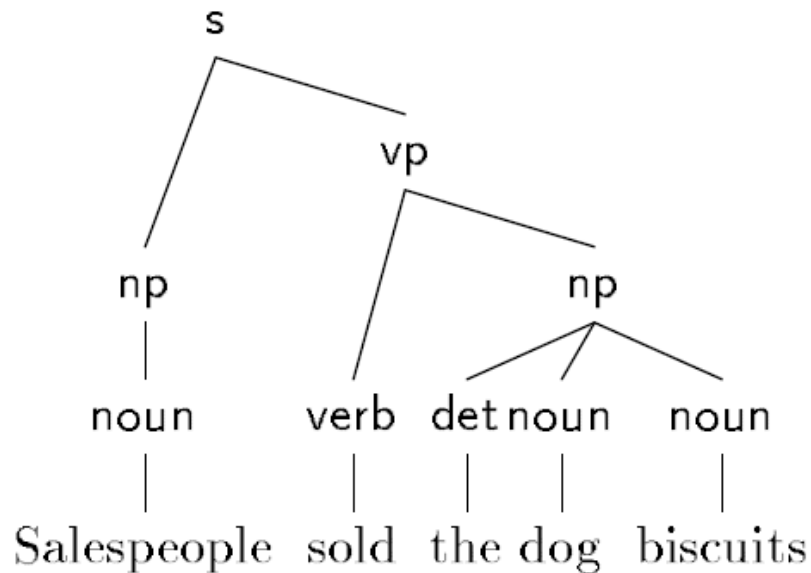 s
vp
np np
noun verb det noun noun
Salespeople sold the dog biscuits